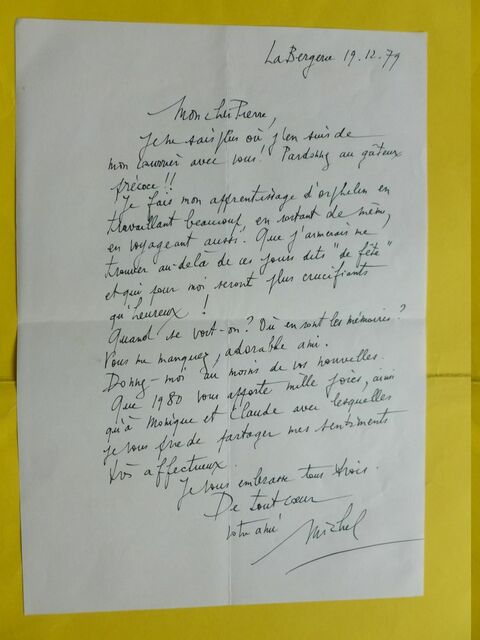 La Bergerie 19.12.79
Mon cher Pierre,
Je ne sais plus où j'en suis de
mon courrier avec vous! Pardonnez au gâteux
précoce!!
Je fais mon apprentissage d'orphelin en
travaillant beaucoup, en sortant de même,
en voyageant aussi. Que j'aimerais me
trouver au-delà de ces jours dits "de fête"
et qui pour moi seront plus crucifiants
qu'heureux !
Quand se voit-on? Où en sont les mémoires?
Vous me manquez, adorable ami.
Donnez-moi au moins de vos nouvelles.
Que 1980 vous apporte mille joies, ainsi
qu'à Monique et Claude avec lesquelles
je vous prie de partager mes sentiments
très affectueux.
Je vous embrasse tous trois.
De tout cœur
votre ami
Michel